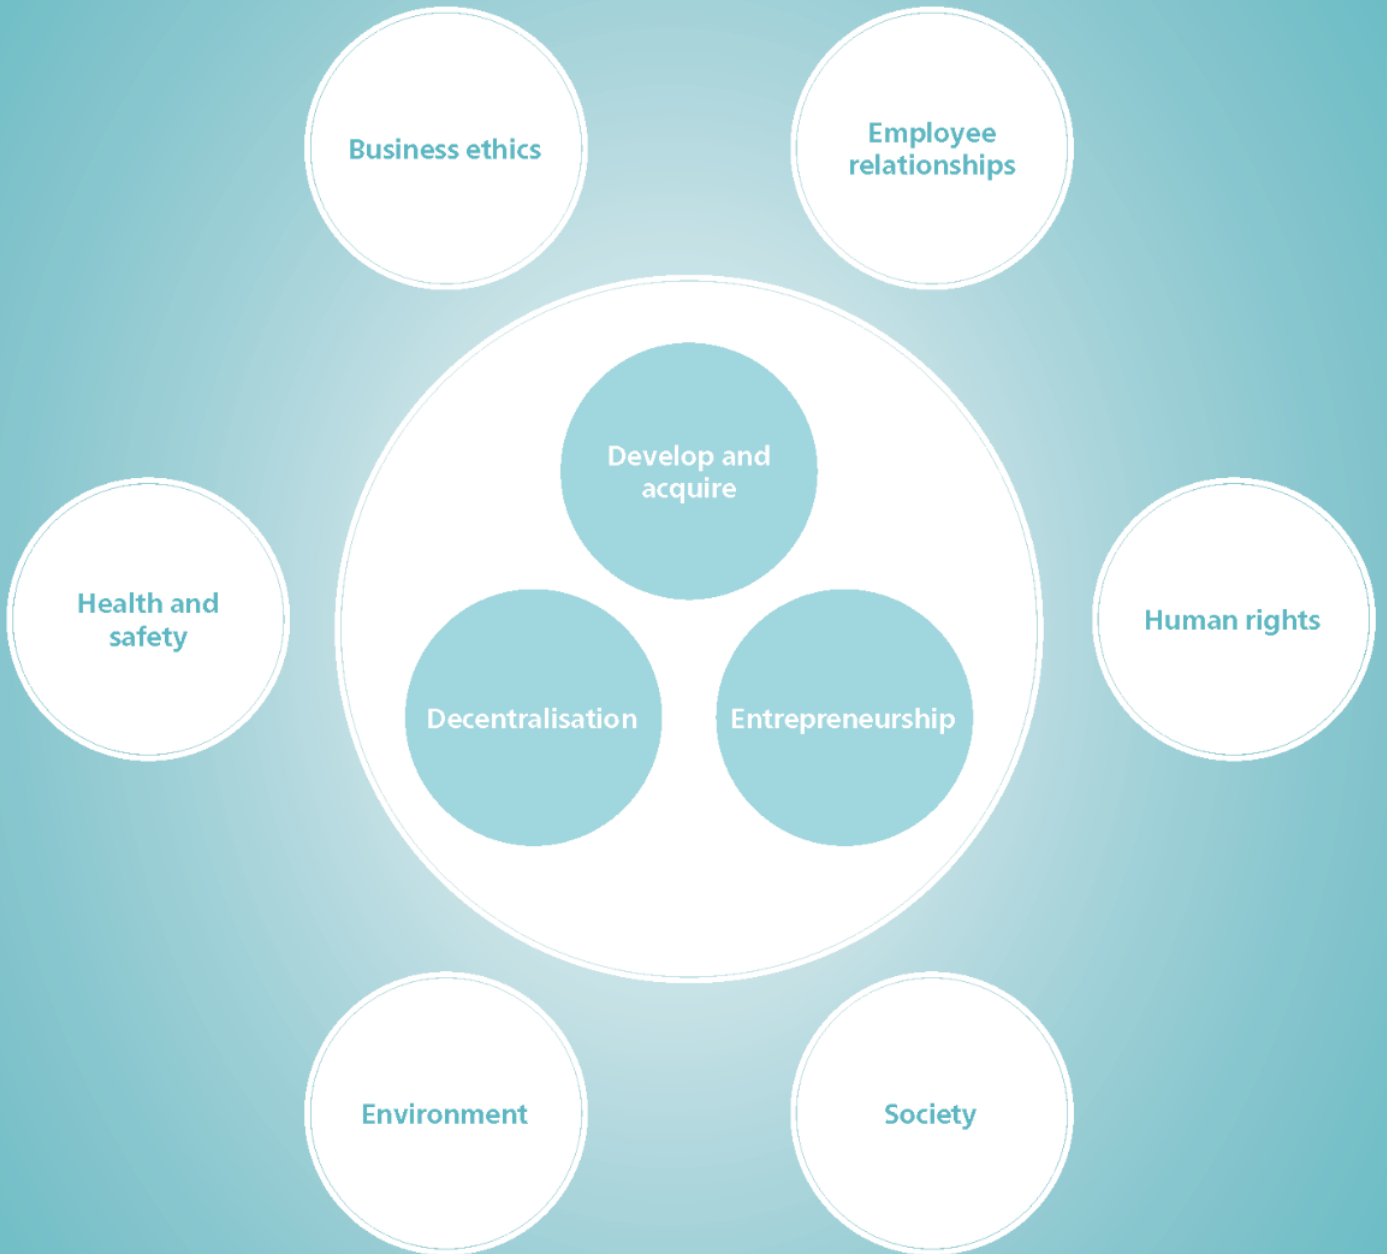 Business ethics
Employee
relationships
Develop and
acquire
Health and
safety
Human rights
Decentralisation
Entrepreneurship
Environment
Society